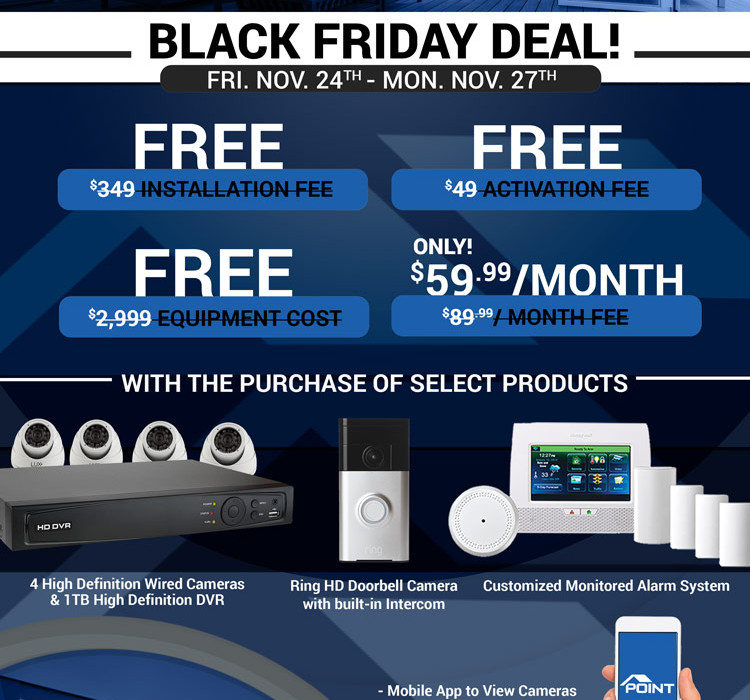 BLACK FRIDAY DEAL!
FRI. NOV. 24TH - MON. NOV. 27TH
FREE
$349 INSTALLATION FEE
FREE
$49 ACTIVATION FEE
FREE
$2,999 EQUIPMENT COST
ONLY!
$59.99/MONTH
$89.99/ MONTH FEE
WITH THE PURCHASE OF SELECT PRODUCTS
HD DVR
4 High Definition Wired Cameras
& 1TB High Definition DVR
ring
Ring HD Doorbell Camera
with built-in Intercom
Customized Monitored Alarm System
- Mobile App to View Cameras
POINT